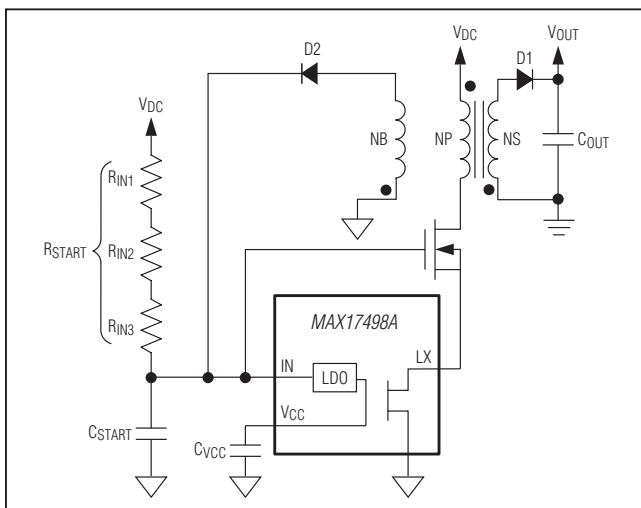 D2
VDC
VOUT
D1
VDC
NB
NP
NS
COUT
RIN1
RSTART
RIN2
RIN3
MAX17498A
LX
IN
LDO
VCC
CSTART
CVCC